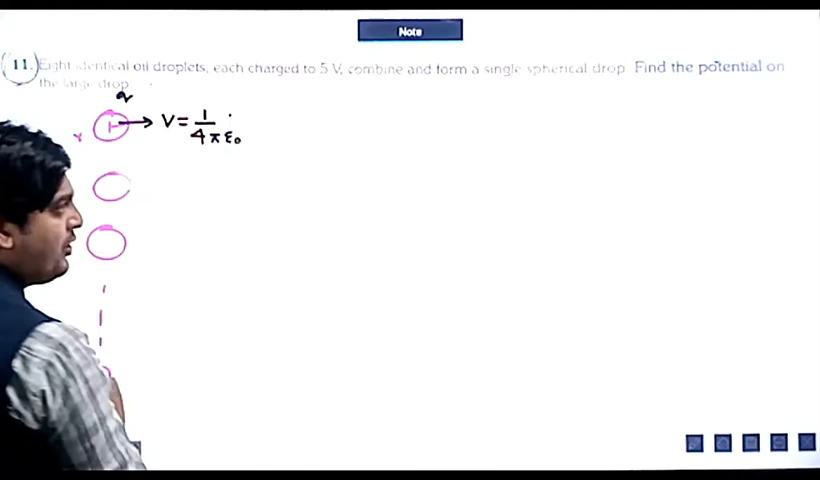 Note
11. Eight identical oil droplets, each charged to 5 V, combine and form a single spherical drop. Find the potential on
the large drop.
q
r
V = 1/4πε₀